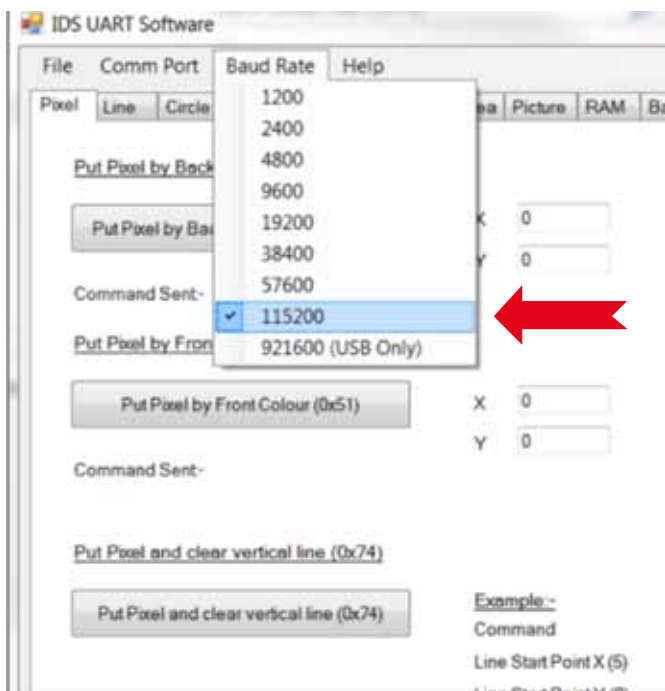 IDS UART Software
File Comm Port Baud Rate Help
Pixel Line Circle ea Picture RAM Ba
1200
2400
4800
9600
19200
38400
57600
115200
921600 (USB Only)
Put Pixel by Back
Put Pixel by Bac X 0
Y 0
Command Sent:-
Put Pixel by Fron
Put Pixel by Front Colour (0x51) X 0
Y 0
Command Sent:-
Put Pixel and clear vertical line (0x74)
Put Pixel and clear vertical line (0x74)
Example:-
Command
Line Start Point X (5)